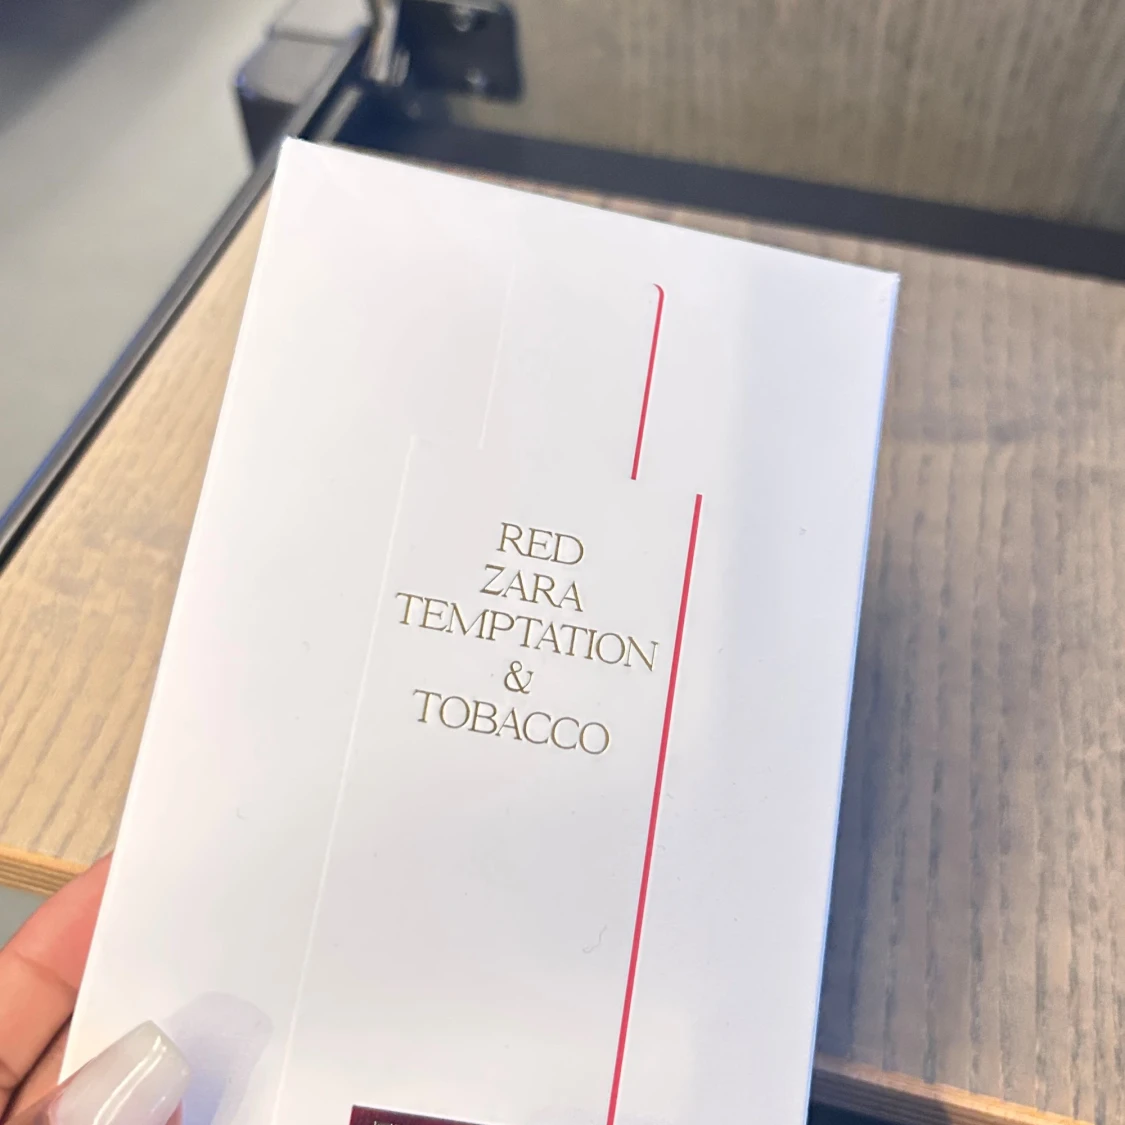 RED
ZARA
TEMPTATION
&
TOBACCO